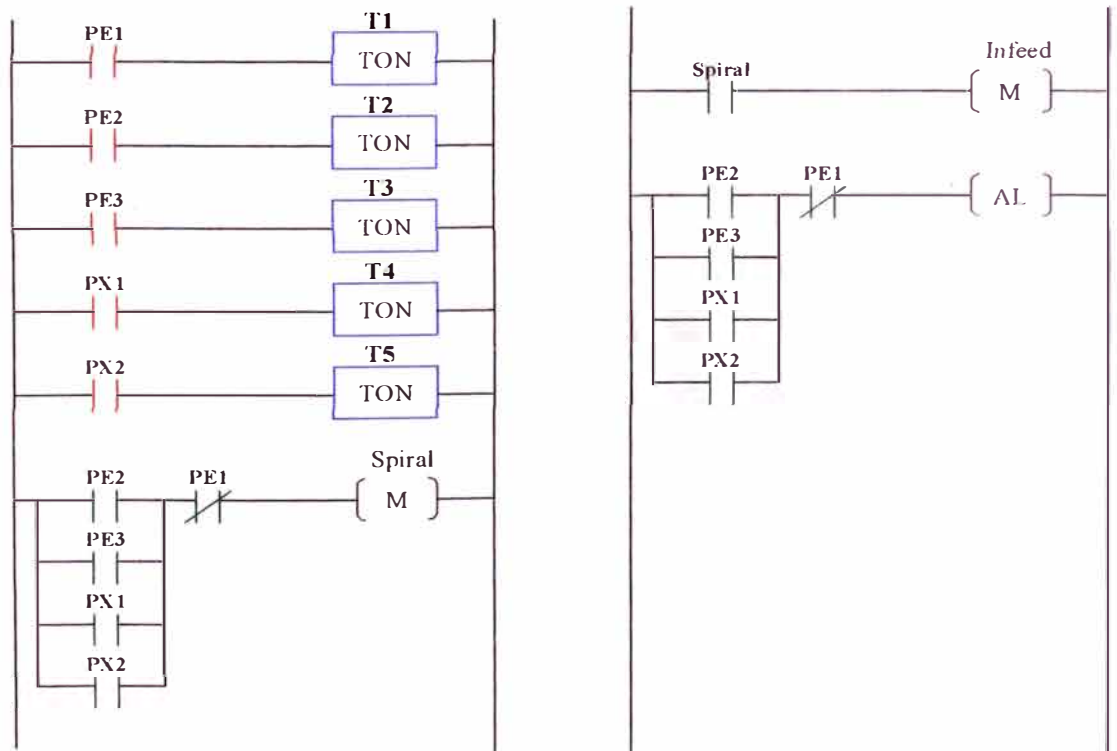 T1
PE1
TON
T2
PE2
TON
T3
PE3
TON
T4
PX1
TON
T5
PX2
TON
Spiral
PE2 PE1
M
PE3
PX1
PX2
Infeed
Spiral
M
PE2 PE1
AL
PE3
PX1
PX2